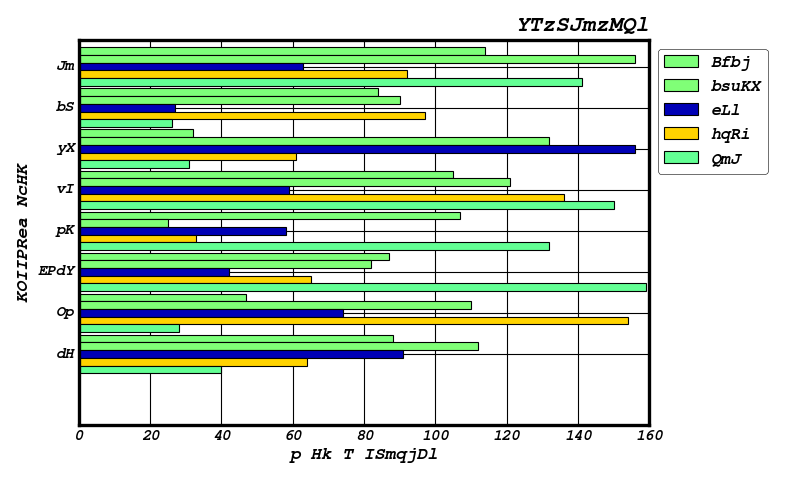 YTzSJmzMQl
Bfbj
bsuKX
eLl
hqRi
QmJ
KOIIPRea NcHK
Jm
bS
yX
vI
pK
EPdY
Op
dH
0 20 40 60 80 100 120 140 160
p Hk T ISmqjDl